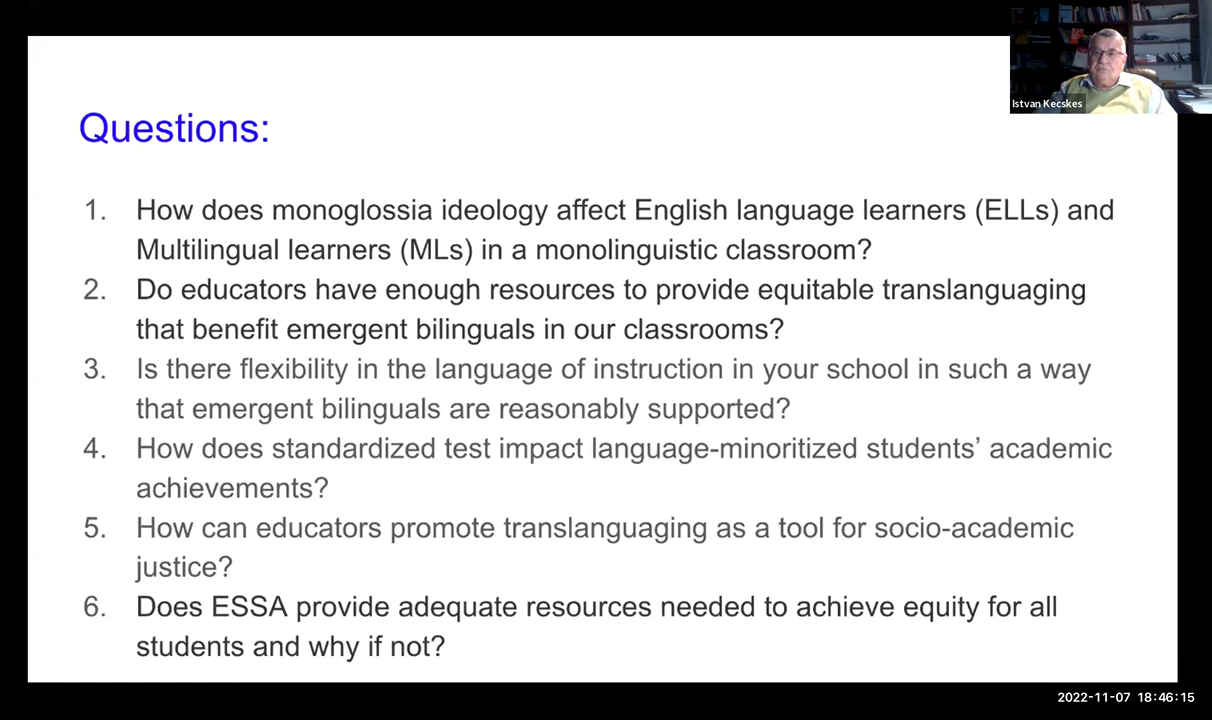 Istvan Kecskes
Questions:
1. How does monoglossia ideology affect English language learners (ELLs) and
Multilingual learners (MLs) in a monolinguistic classroom?
2. Do educators have enough resources to provide equitable translanguaging
that benefit emergent bilinguals in our classrooms?
3. Is there flexibility in the language of instruction in your school in such a way
that emergent bilinguals are reasonably supported?
4. How does standardized test impact language-minoritized students’ academic
achievements?
5. How can educators promote translanguaging as a tool for socio-academic
justice?
6. Does ESSA provide adequate resources needed to achieve equity for all
students and why if not?
2022-11-07 18:46:15